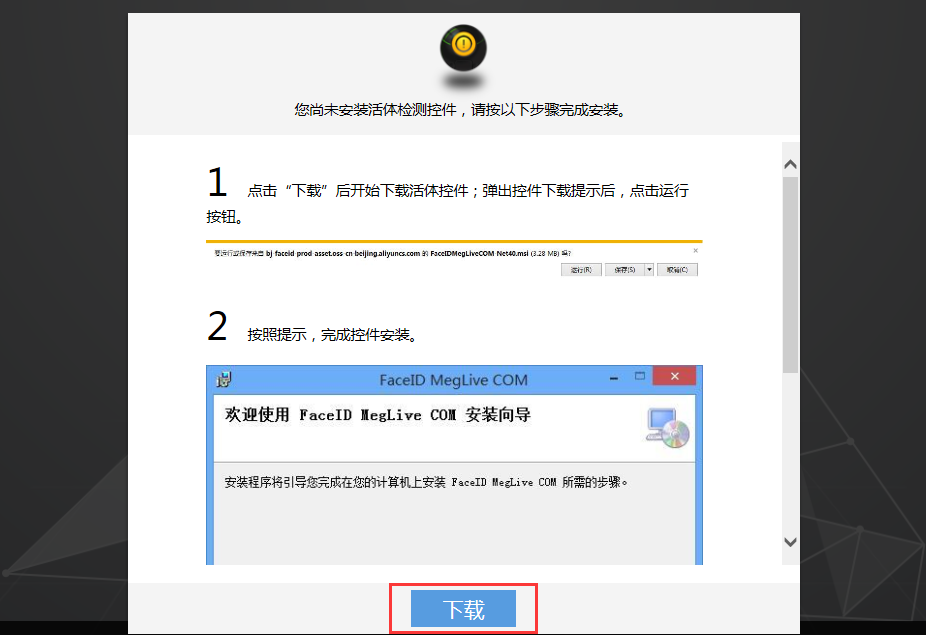 您尚未安装活体检测控件，请按以下步骤完成安装。
1 点击“下载”后开始下载活体控件；弹出控件下载提示后，点击运行
按钮。
要运行或保存来自 bj-faceid-prod-asset.oss-cn-beijing.aliyuncs.com 的 FaceIDMegLiveCOM-Net40.msi (3.28 MB) 吗?
运行(R) 保存(S) 取消(C)
2 按照提示，完成控件安装。
FaceID MegLive COM
欢迎使用 FaceID MegLive COM 安装向导
安装程序将引导您完成在您的计算机上安装 FaceID MegLive COM 所需的步骤。
下载